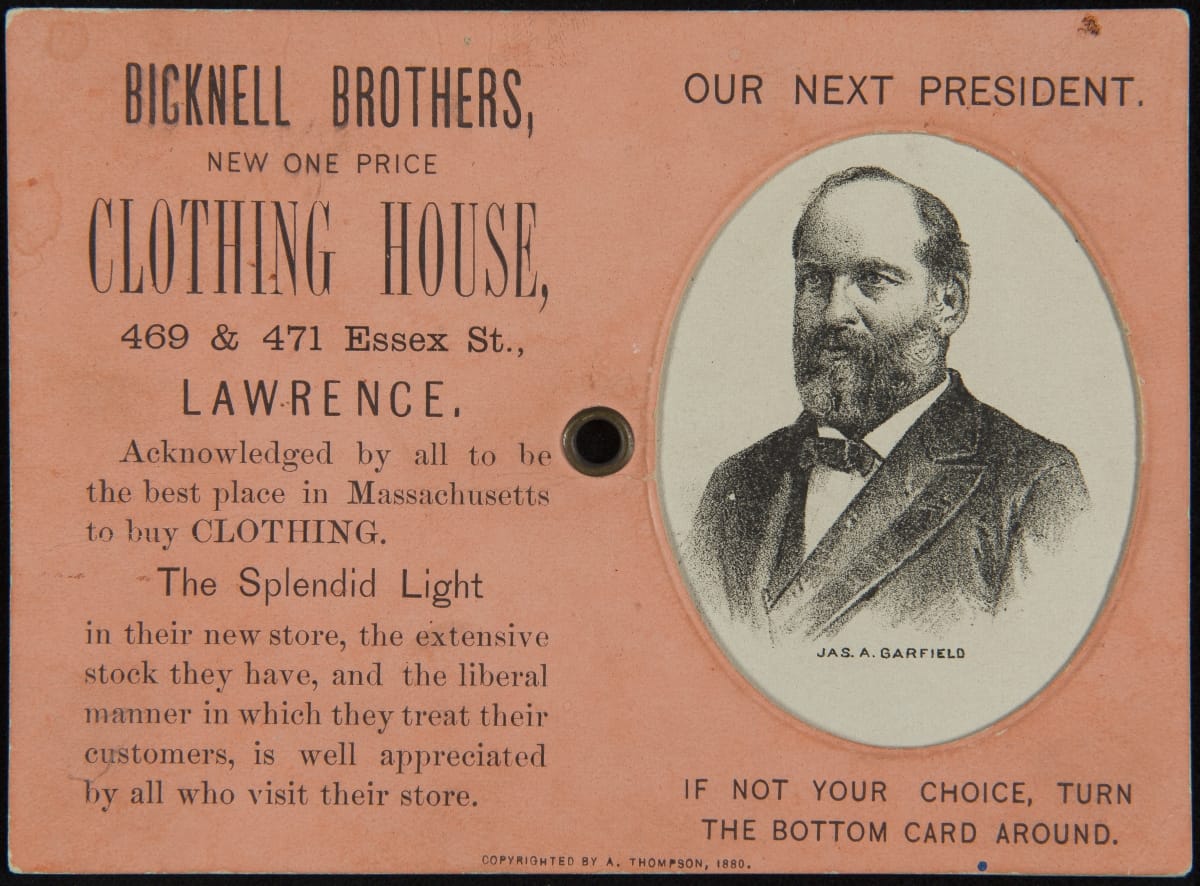 BICKNELL BROTHERS,
NEW ONE PRICE
CLOTHING HOUSE,
469 & 471 Essex St.,
LAWRENCE.
Acknowledged by all to be
the best place in Massachusetts
to buy CLOTHING.
The Splendid Light
in their new store, the extensive
stock they have, and the liberal
manner in which they treat their
customers, is well appreciated
by all who visit their store.
OUR NEXT PRESIDENT.
JAS. A. GARFIELD
IF NOT YOUR CHOICE, TURN
THE BOTTOM CARD AROUND.
COPYRIGHTED BY A. THOMPSON, 1880.